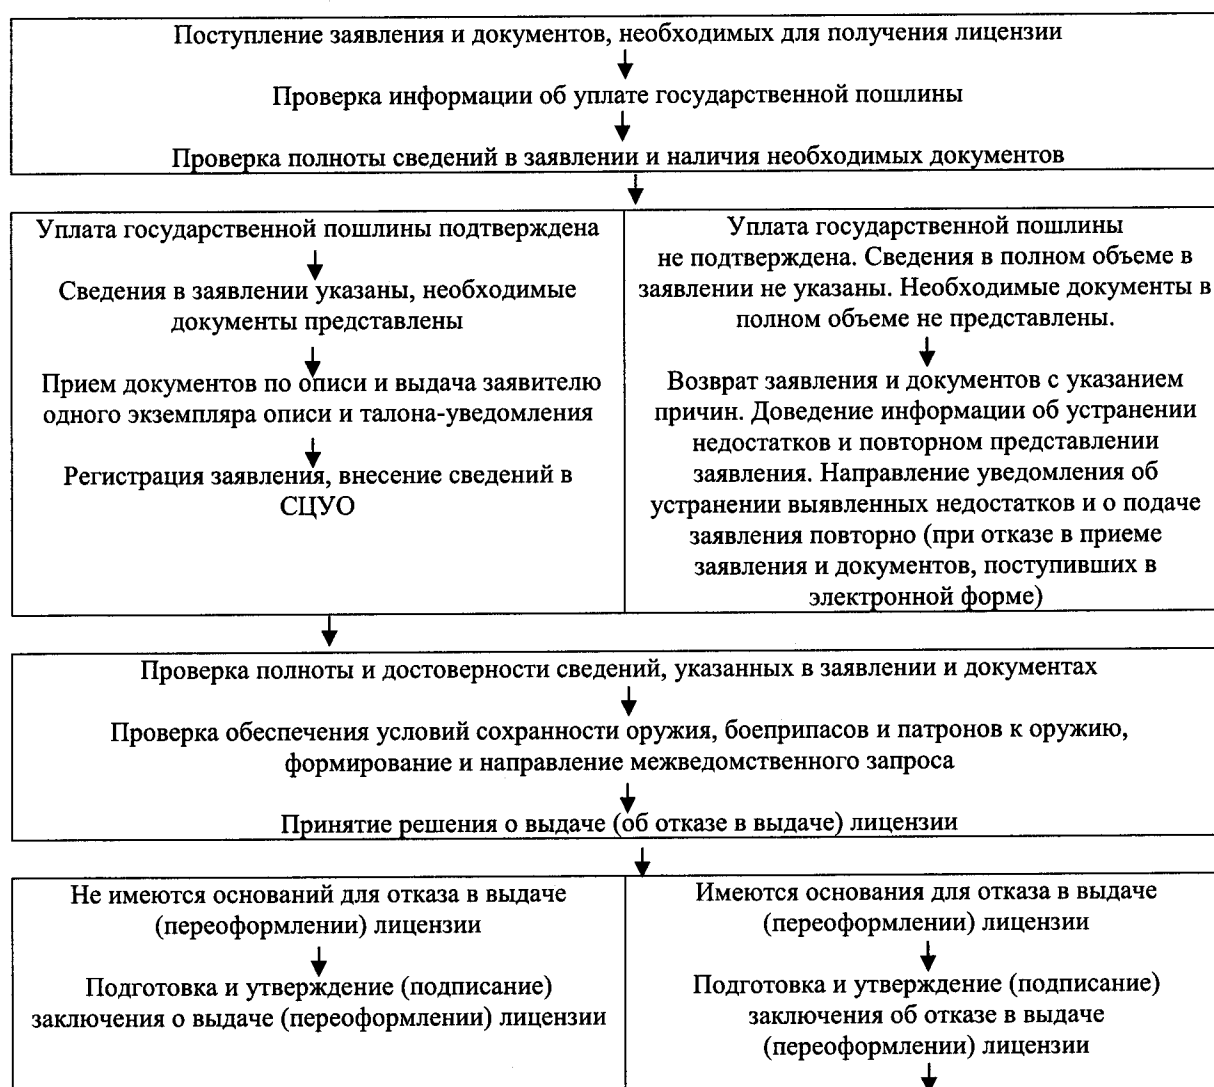 Поступление заявления и документов, необходимых для получения лицензии
Проверка информации об уплате государственной пошлины
Проверка полноты сведений в заявлении и наличия необходимых документов
Уплата государственной пошлины подтверждена
Сведения в заявлении указаны, необходимые
документы представлены
Прием документов по описи и выдача заявителю
одного экземпляра описи и талона-уведомления
Регистрация заявления, внесение сведений в
СЦУО
Уплата государственной пошлины
не подтверждена. Сведения в полном объеме в
заявлении не указаны. Необходимые документы в
полном объеме не представлены.
Возврат заявления и документов с указанием
причин. Доведение информации об устранении
недостатков и повторном представлении
заявления. Направление уведомления об
устранении выявленных недостатков и о подаче
заявления повторно (при отказе в приеме
заявления и документов, поступивших в
электронной форме)
Проверка полноты и достоверности сведений, указанных в заявлении и документах
Проверка обеспечения условий сохранности оружия, боеприпасов и патронов к оружию,
формирование и направление межведомственного запроса
Принятие решения о выдаче (об отказе в выдаче) лицензии
Не имеются оснований для отказа в выдаче
(переоформлении) лицензии
Подготовка и утверждение (подписание)
заключения о выдаче (переоформлении) лицензии
Имеются основания для отказа в выдаче
(переоформлении) лицензии
Подготовка и утверждение (подписание)
заключения об отказе в выдаче
(переоформлении) лицензии